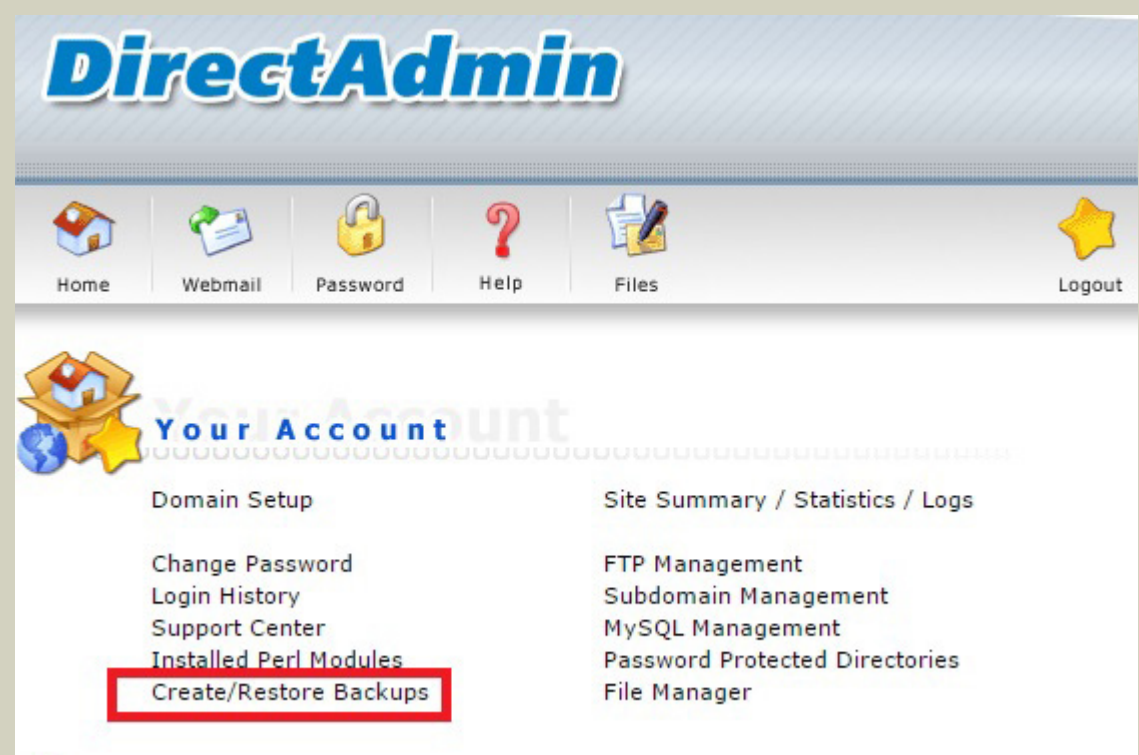 DirectAdmin
Home
Webmail
Password
Help
Files
Logout
Your Account
Your Account
Domain Setup
Change Password
Login History
Support Center
Installed Perl Modules
Create/Restore Backups
Site Summary / Statistics / Logs
FTP Management
Subdomain Management
MySQL Management
Password Protected Directories
File Manager